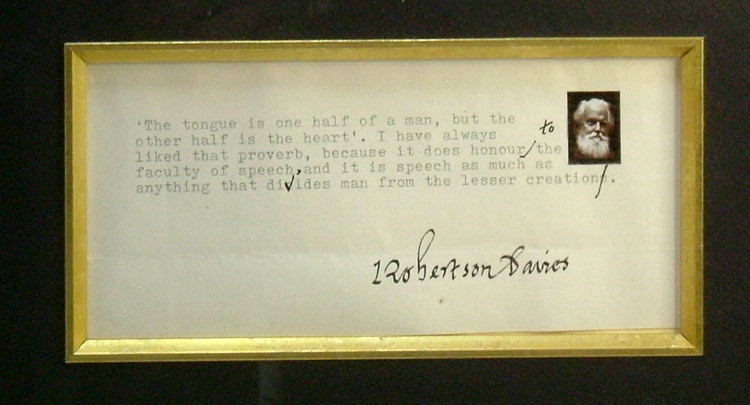 'The tongue is one half of a man, but the
other half is the heart'. I have always
to
liked that proverb, because it does honour/the
faculty of speech,and it is speech as much as
anything that divides man from the lesser creation.
Robertson Davies